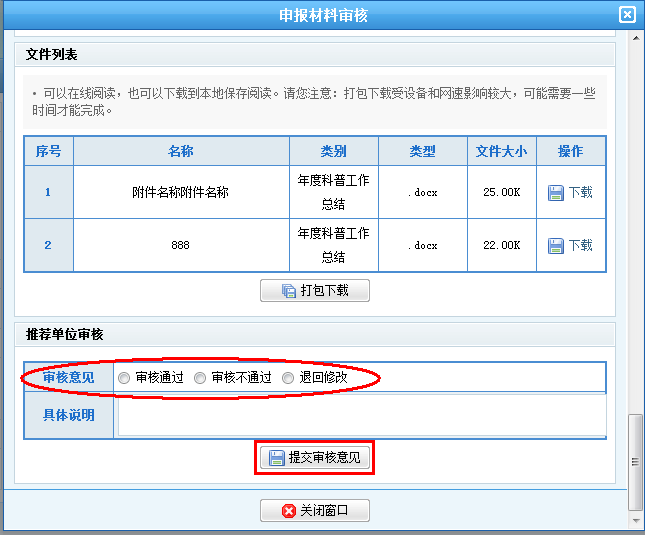 申报材料审核
文件列表
• 可以在线阅读，也可以下载到本地保存阅读。请您注意：打包下载受设备和网速影响较大，可能需要一些
时间才能完成。
序号 名称 类别 类型 文件大小 操作
1 附件名称附件名称 年度科普工作 .docx 25.00K 下载
总结
2 888 年度科普工作 .docx 22.00K 下载
总结
打包下载
推荐单位审核
审核意见 审核通过 审核不通过 退回修改
具体说明
提交审核意见
关闭窗口